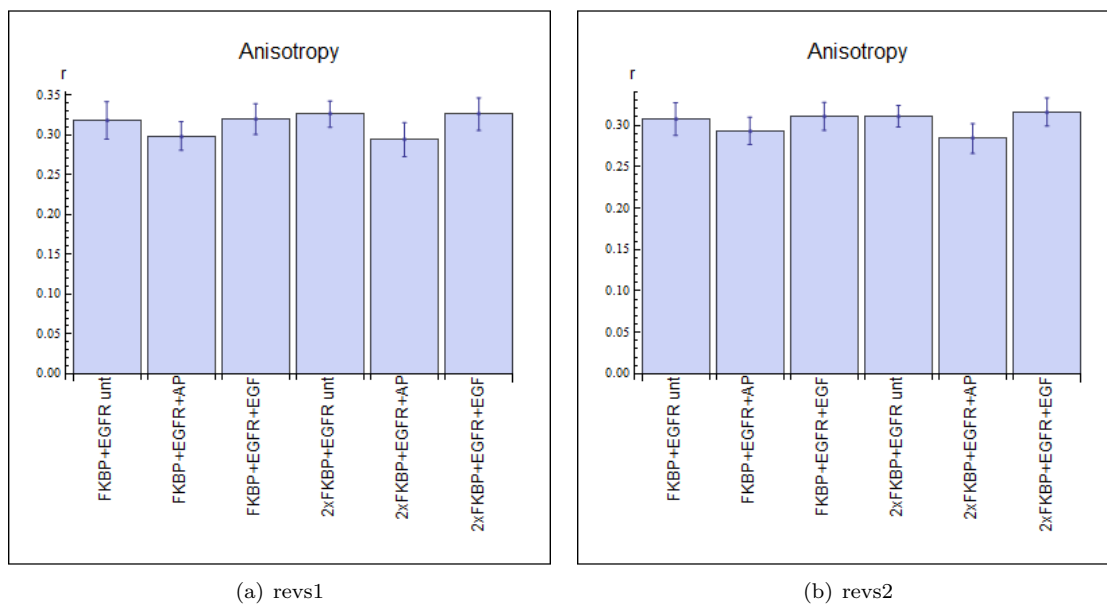 Anisotropy
r
0.35
0.30
0.25
0.20
0.15
0.10
0.05
0.00
FKBP+EGFR unt
FKBP+EGFR+AP
FKBP+EGFR+EGF
2xFKBP+EGFR unt
2xFKBP+EGFR+AP
2xFKBP+EGFR+EGF
(a) revs1
Anisotropy
r
0.30
0.25
0.20
0.15
0.10
0.05
0.00
FKBP+EGFR unt
FKBP+EGFR+AP
FKBP+EGFR+EGF
2xFKBP+EGFR unt
2xFKBP+EGFR+AP
2xFKBP+EGFR+EGF
(b) revs2